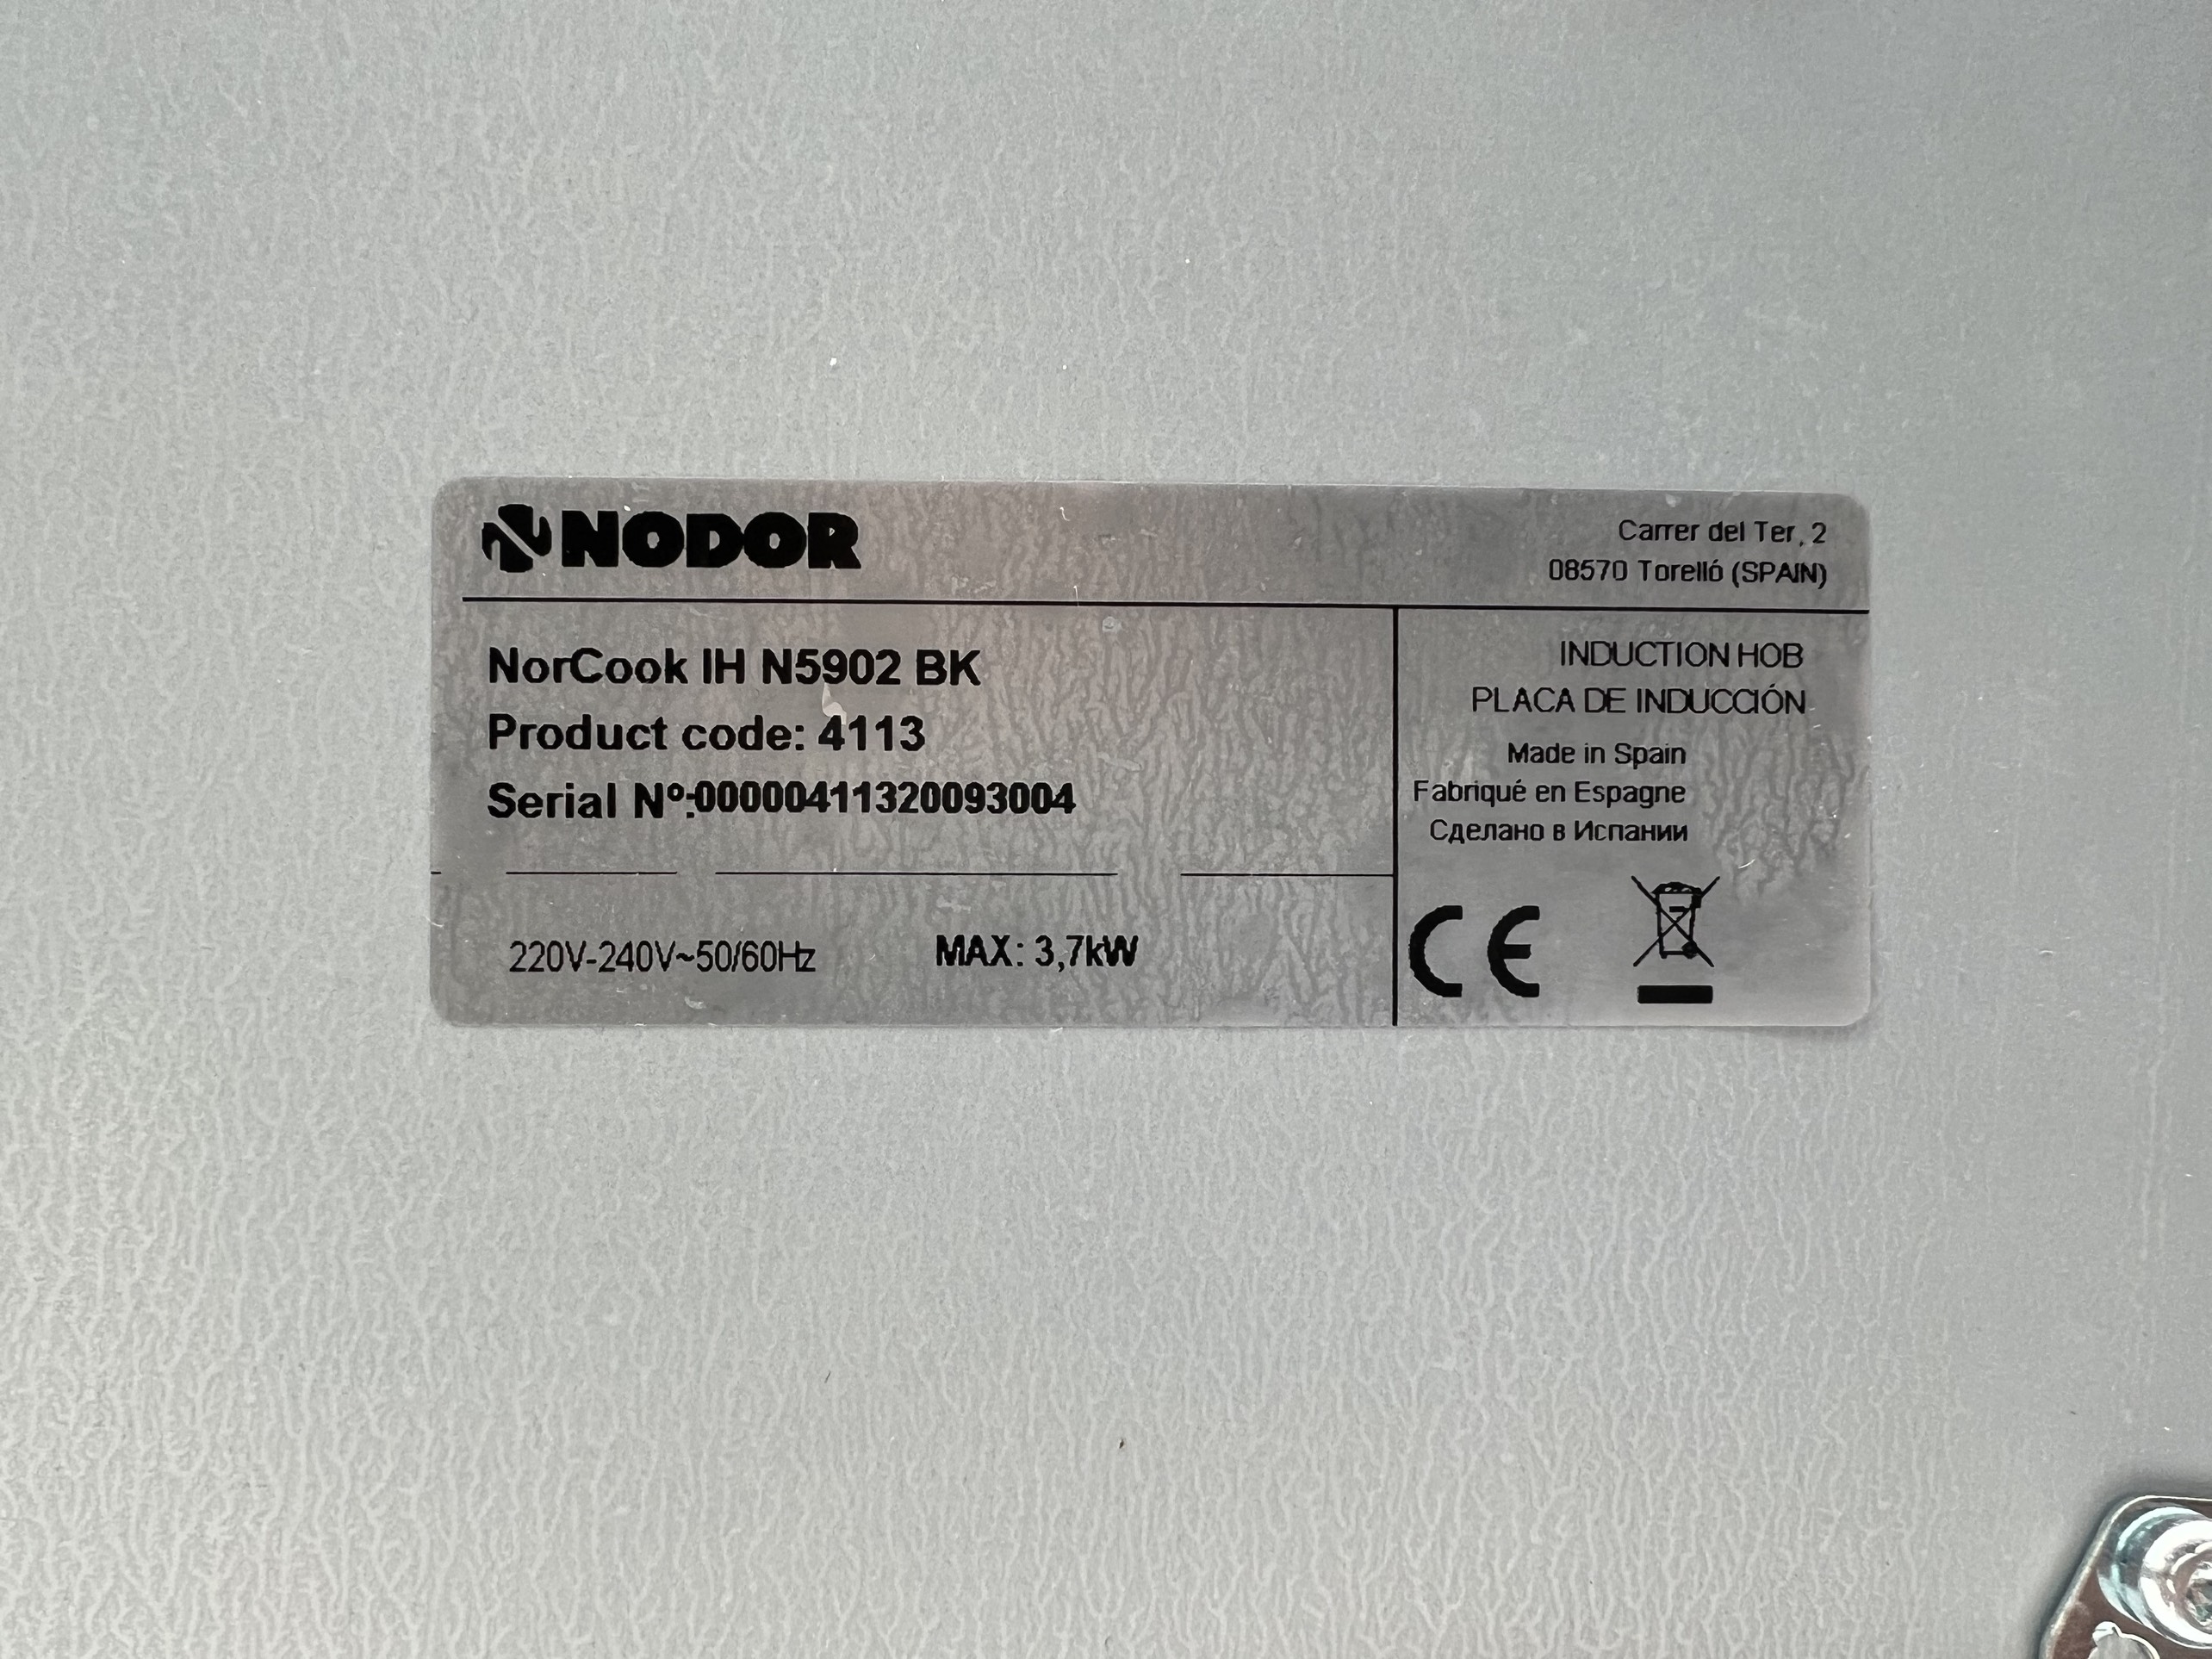 NODOR
Carrer del Ter, 2
08570 Torelló (SPAIN)
NorCook IH N5902 BK
Product code: 4113
Serial Nº:00000411320093004
220V-240V~50/60Hz
MAX: 3,7kW
INDUCTION HOB
PLACA DE INDUCCIÓN
Made in Spain
Fabriqué en Espagne
Сделано в Испании
CE